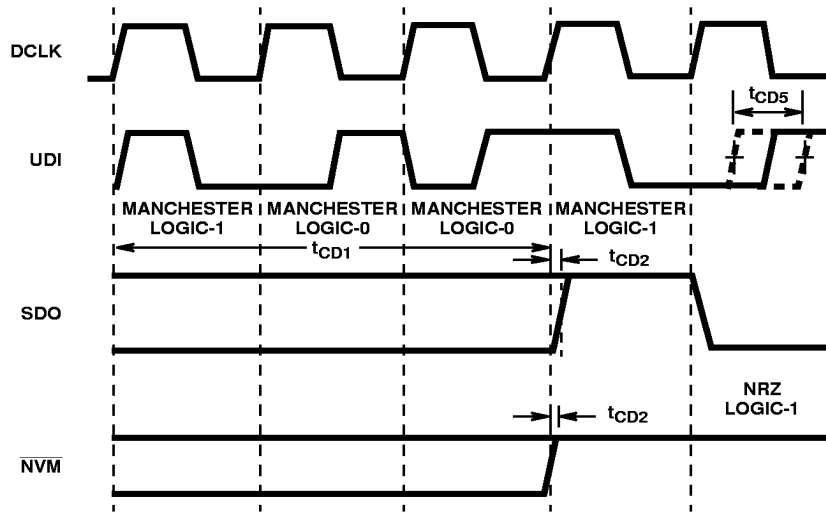 DCLK
tCD5
UDI
MANCHESTER LOGIC-1
MANCHESTER LOGIC-0
MANCHESTER LOGIC-0
MANCHESTER LOGIC-1
tCD1
tCD2
SDO
NRZ
LOGIC-1
tCD2
NVM